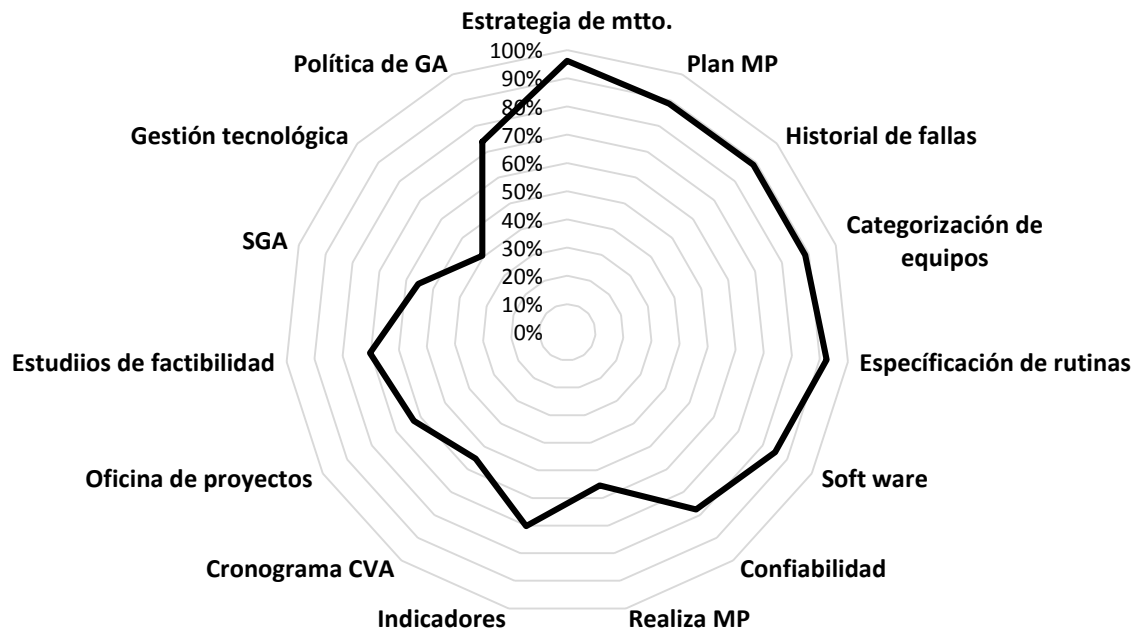 Estrategia de mtto.
100%
90%
80%
70%
60%
50%
40%
30%
20%
10%
0%
Plan MP
Historial de fallas
Categorización de
equipos
Específicación de rutinas
Soft ware
Confiabilidad
Realiza MP
Indicadores
Cronograma CVA
Oficina de proyectos
Estudiios de factibilidad
SGA
Gestión tecnológica
Política de GA